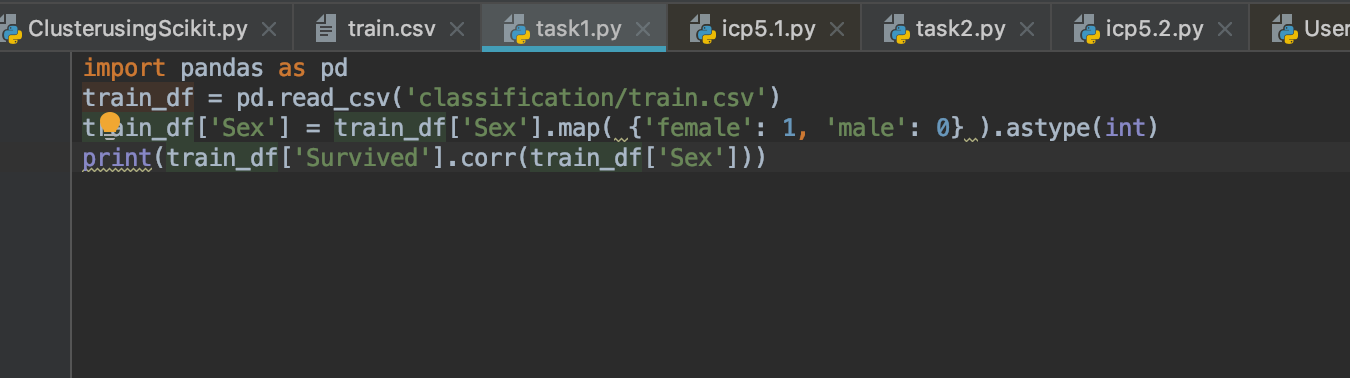 ClusterusingScikit.py train.csv task1.py icp5.1.py task2.py icp5.2.py User
import pandas as pd
train_df = pd.read_csv('classification/train.csv')
train_df['Sex'] = train_df['Sex'].map( {'female': 1, 'male': 0} ).astype(int)
print(train_df['Survived'].corr(train_df['Sex']))